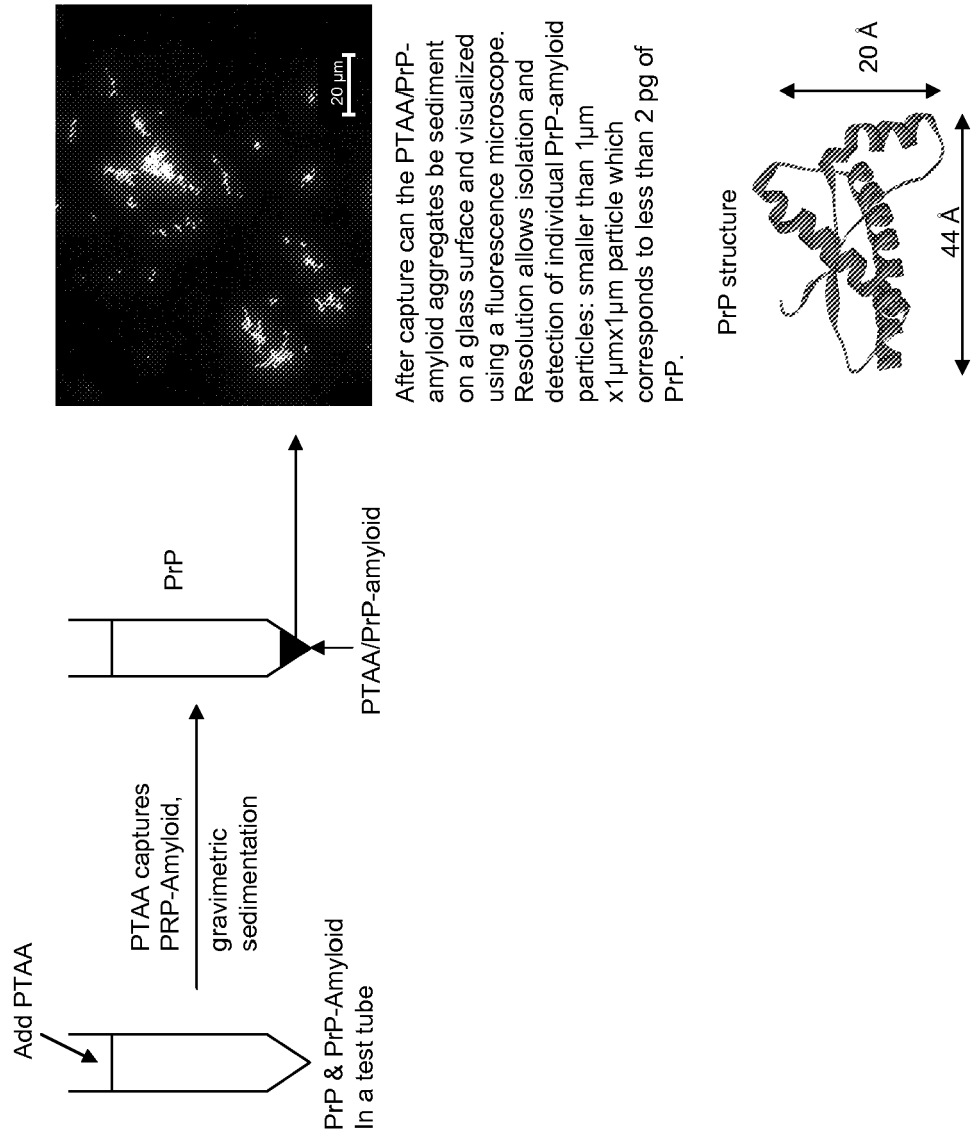 Add PTAA
PrP & PrP-Amyloid
In a test tube
PTAA captures
PRP-Amyloid,
gravimetric
sedimentation
PrP
PTAA/PrP-amyloid
20 μm
After capture can the PTAA/PrP-
amyloid aggregates be sediment
on a glass surface and visualized
using a fluorescence microscope.
Resolution allows isolation and
detection of individual PrP-amyloid
particles: smaller than 1μm
x1μmx1μm particle which
corresponds to less than 2 pg of
PrP.
PrP structure
20 Å
44 Å